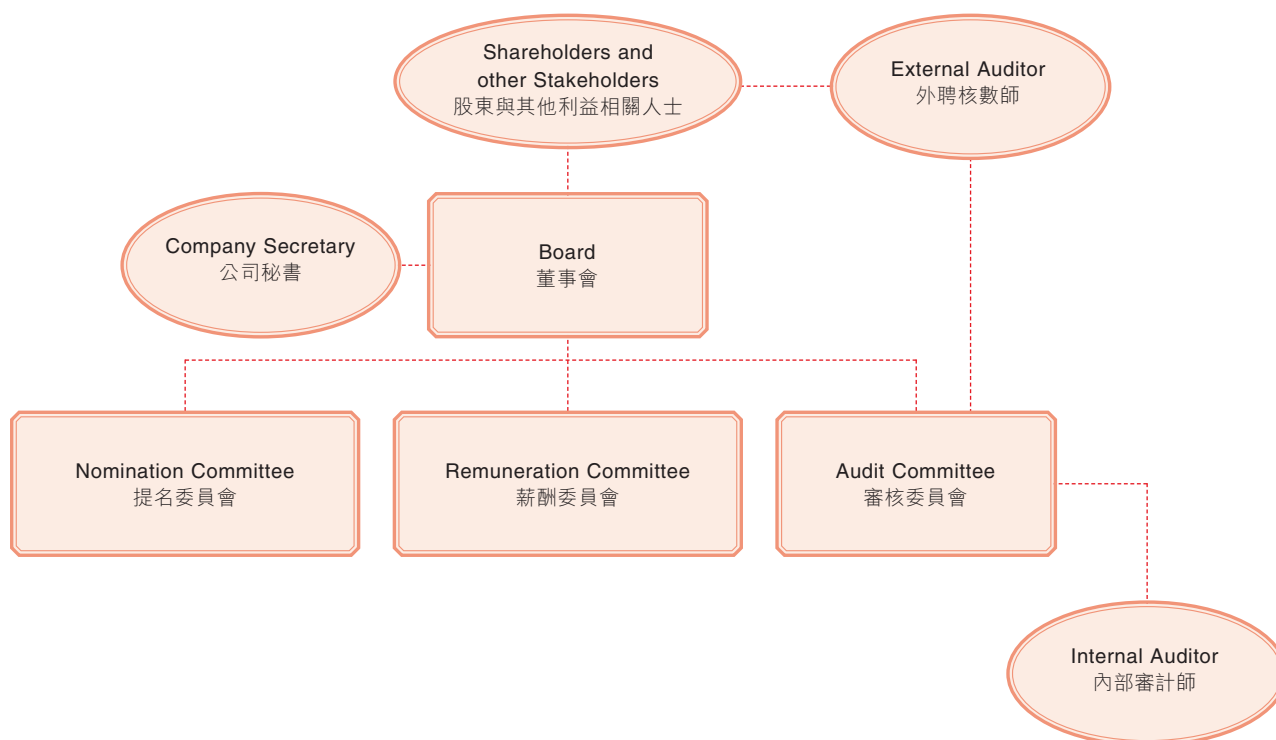 Shareholders and
other Stakeholders
股東與其他利益相關人士
External Auditor
外聘核數師
Company Secretary
公司秘書
Board
董事會
Nomination Committee
提名委員會
Remuneration Committee
薪酬委員會
Audit Committee
審核委員會
Internal Auditor
內部審計師